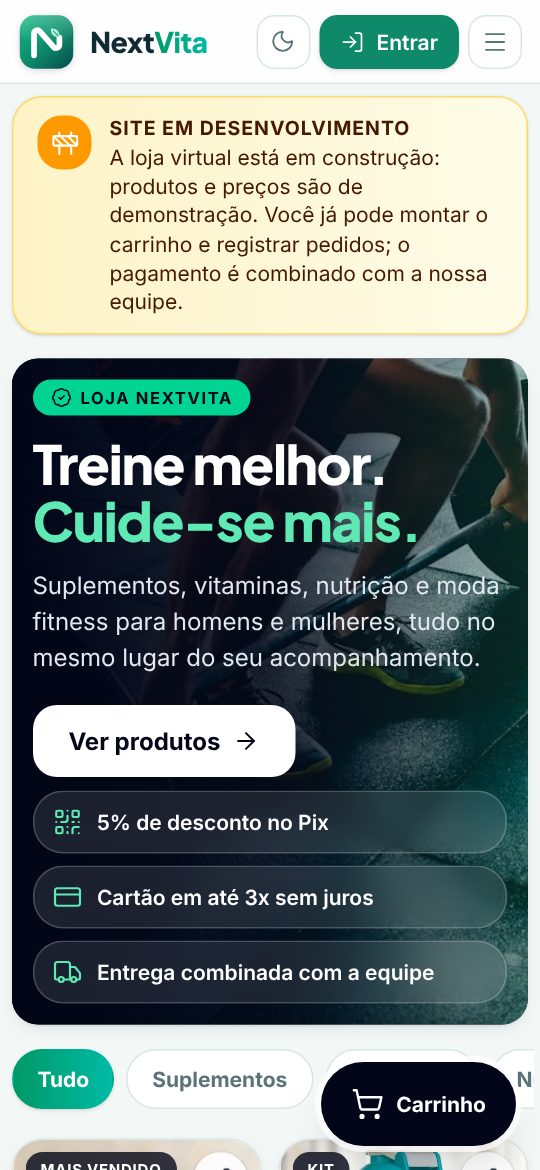 NextVita
Entrar
SITE EM DESENVOLVIMENTO
A loja virtual está em construção:
produtos e preços são de
demonstração. Você já pode montar o
carrinho e registrar pedidos; o
pagamento é combinado com a nossa
equipe.
LOJA NEXTVITA
Treine melhor.
Cuide-se mais.
Suplementos, vitaminas, nutrição e moda
fitness para homens e mulheres, tudo no
mesmo lugar do seu acompanhamento.
Ver produtos
5% de desconto no Pix
Cartão em até 3x sem juros
Entrega combinada com a equipe
Tudo
Suplementos
Carrinho
MAIS VENDIDO
KIT